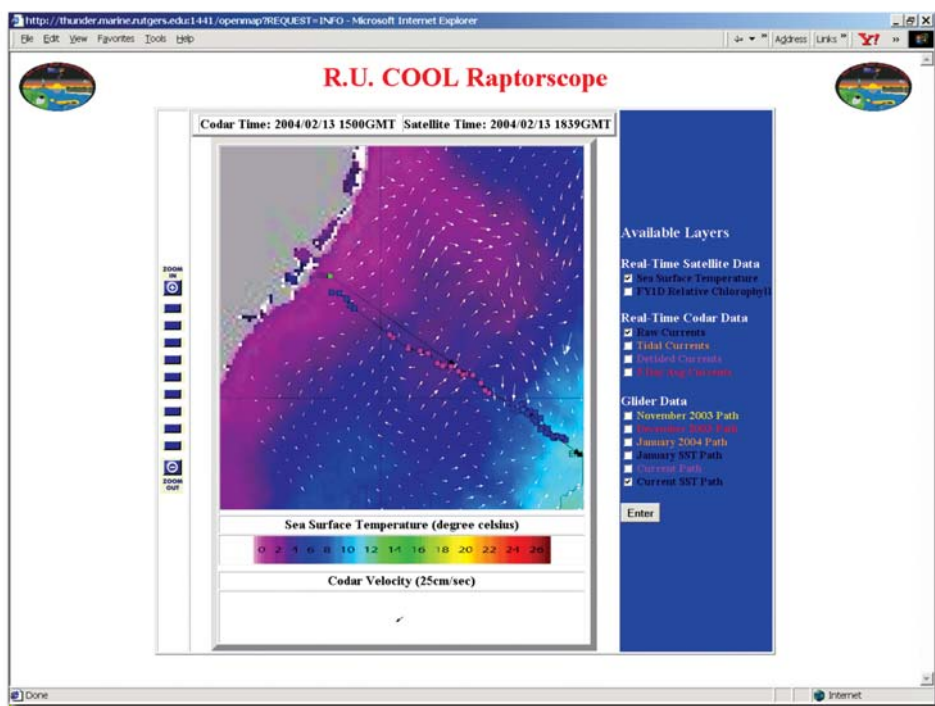 http://thunder.marine.rutgers.edu:1441/openmap?REQUEST=INFO - Microsoft Internet Explorer
File Edit View Favorites Tools Help
Address Links
R.U. COOL Raptorscope
Codar Time: 2004/02/13 1500GMT Satellite Time: 2004/02/13 1839GMT
ZOOM
IN
ZOOM
OUT
Sea Surface Temperature (degree celsius)
0 2 4 6 8 10 12 14 16 18 20 22 24 26
Codar Velocity (25cm/sec)
Available Layers
Real-Time Satellite Data
Sea Surface Temperature
FY1D Relative Chlorophyll
Real-Time Codar Data
Raw Currents
Tidal Currents
Detided Currents
Day Avg Currents
Glider Data
November 2003 Path
December 2003 Path
January 2004 Path
January SST Path
Current Path
Current SST Path
Enter
Done
Internet